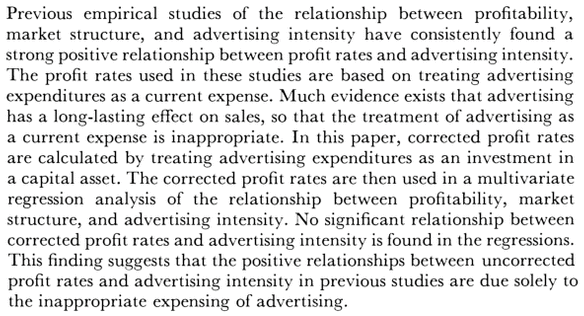 Previous empirical studies of the relationship between profitability,
market structure, and advertising intensity have consistently found a
strong positive relationship between profit rates and advertising intensity.
The profit rates used in these studies are based on treating advertising
expenditures as a current expense. Much evidence exists that advertising
has a long-lasting effect on sales, so that the treatment of advertising as
a current expense is inappropriate. In this paper, corrected profit rates
are calculated by treating advertising expenditures as an investment in
a capital asset. The corrected profit rates are then used in a multivariate
regression analysis of the relationship between profitability, market
structure, and advertising intensity. No significant relationship between
corrected profit rates and advertising intensity is found in the regressions.
This finding suggests that the positive relationships between uncorrected
profit rates and advertising intensity in previous studies are due solely to
the inappropriate expensing of advertising.